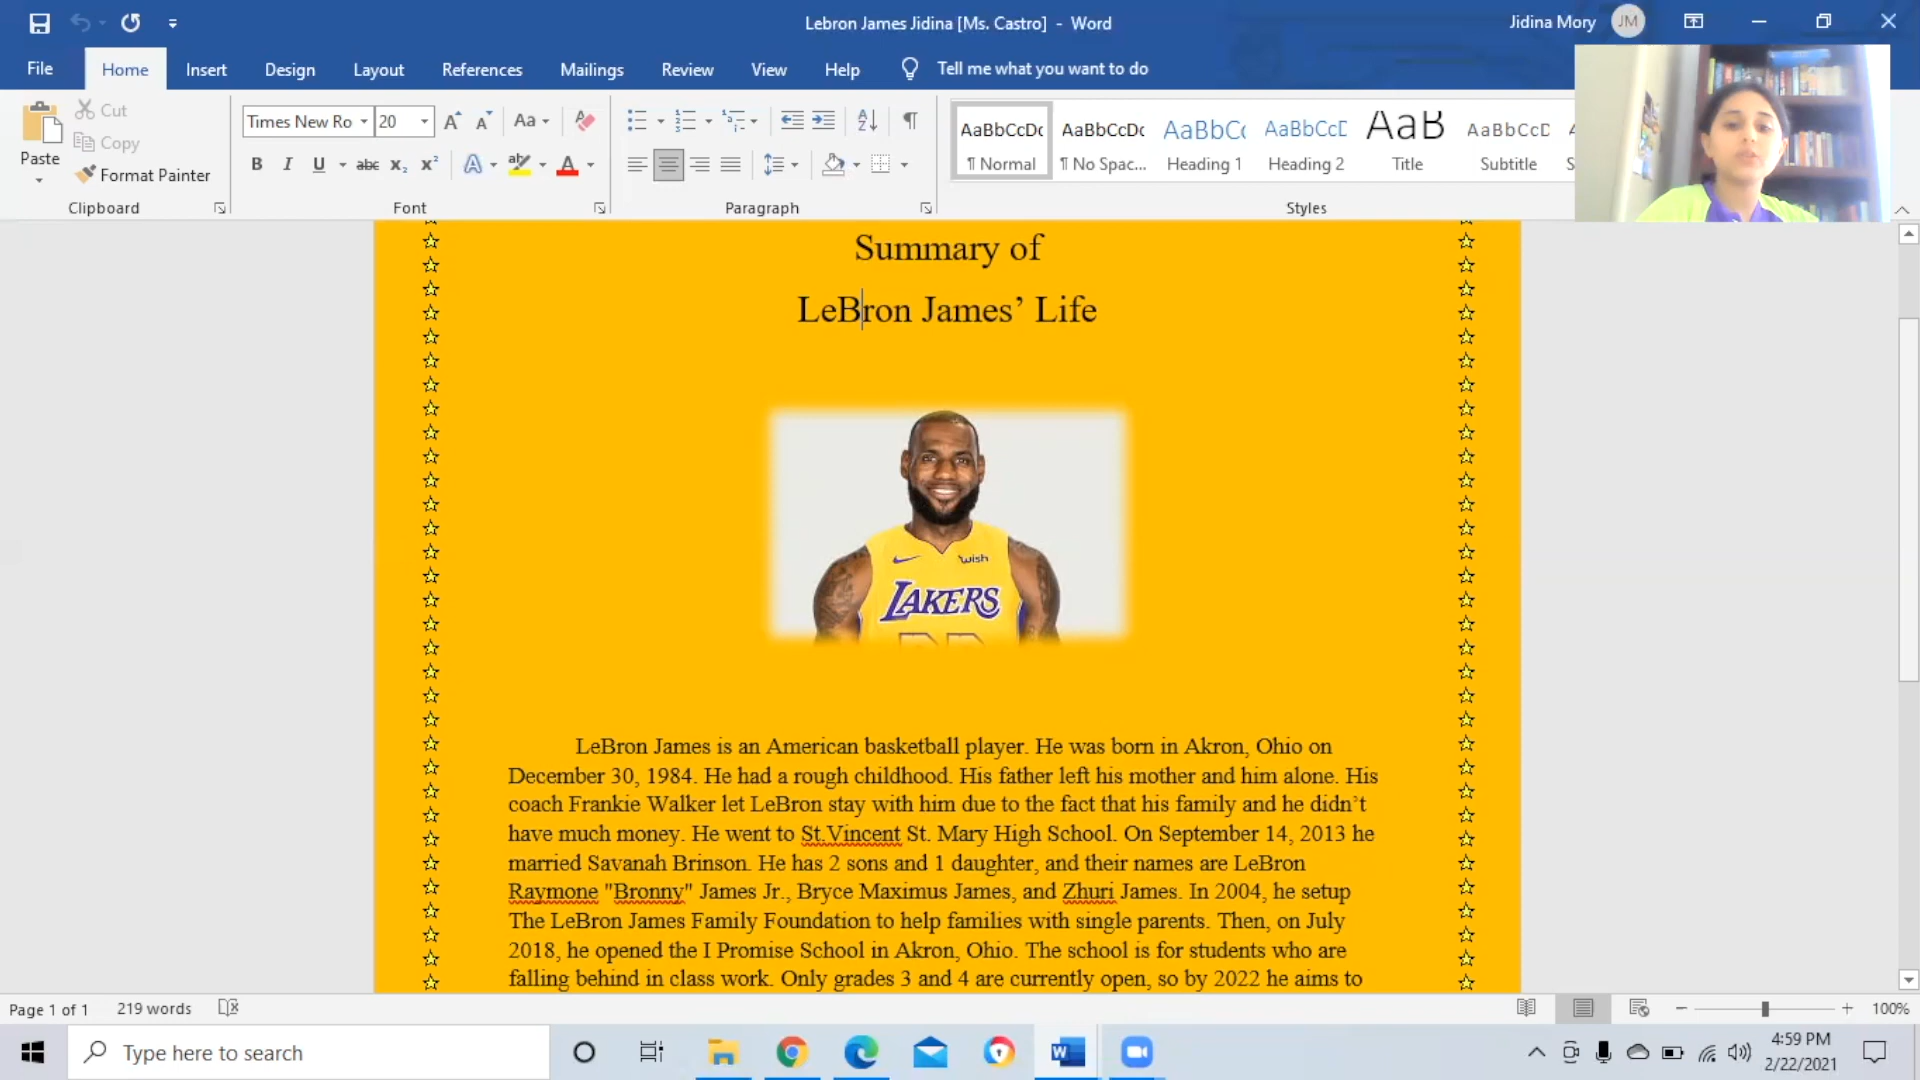 Lebron James Jidina [Ms. Castro] - Word
Jidina Mory JM
File Home Insert Design Layout References Mailings Review View Help Tell me what you want to do
Cut
Copy
Paste
Format Painter
Clipboard
Times New Ro 20
Aa
B I U abc x₂ x²
A A
Font
Paragraph
AaBbCcDc AaBbCcDc AaBbC AaBbCcD AaB AaBbCcD
¶ Normal ¶ No Spac... Heading 1 Heading 2 Title Subtitle
Styles
Summary of
LeBron James’ Life
wish
LAKERS
LeBron James is an American basketball player. He was born in Akron, Ohio on
December 30, 1984. He had a rough childhood. His father left his mother and him alone. His
coach Frankie Walker let LeBron stay with him due to the fact that his family and he didn’t
have much money. He went to St.Vincent St. Mary High School. On September 14, 2013 he
married Savanah Brinson. He has 2 sons and 1 daughter, and their names are LeBron
Raymone "Bronny" James Jr., Bryce Maximus James, and Zhuri James. In 2004, he setup
The LeBron James Family Foundation to help families with single parents. Then, on July
2018, he opened the I Promise School in Akron, Ohio. The school is for students who are
falling behind in class work. Only grades 3 and 4 are currently open, so by 2022 he aims to
Page 1 of 1 219 words
100%
Type here to search
4:59 PM
2/22/2021